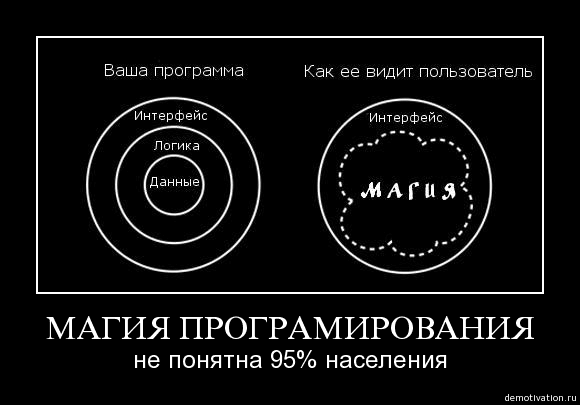 Ваша программа
Как ее видит пользователь
Интерфейс
Логика
Данные
Интерфейс
МАГИЯ
МАГИЯ ПРОГРАМИРОВАНИЯ
не понятна 95% населения
demotivation.ru